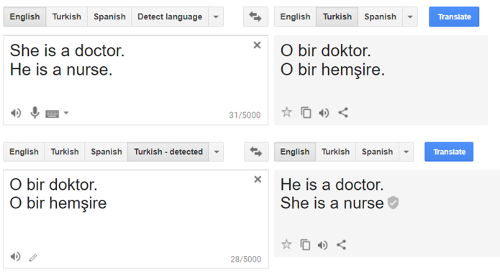 English Turkish Spanish Detect language English Turkish Spanish Translate
She is a doctor.
He is a nurse.
31/5000
O bir doktor.
O bir hemşire.
English Turkish Spanish Turkish - detected English Turkish Spanish Translate
O bir doktor.
O bir hemşire
28/5000
He is a doctor.
She is a nurse